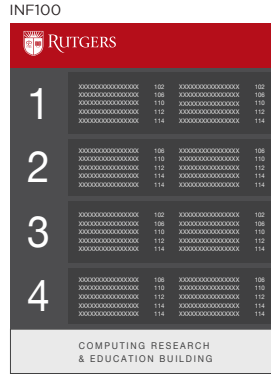 INF100
RUTGERS
1
XXXXXXXXXXXXXXXX 102 XXXXXXXXXXXXXXXX 102
XXXXXXXXXXXXXXXX 106 XXXXXXXXXXXXXXXX 106
XXXXXXXXXXXXXXXX 110 XXXXXXXXXXXXXXXX 110
XXXXXXXXXXXXXXXX 112 XXXXXXXXXXXXXXXX 112
XXXXXXXXXXXXXXXX 114 XXXXXXXXXXXXXXXX 114
2
XXXXXXXXXXXXXXXX 106 XXXXXXXXXXXXXXXX 106
XXXXXXXXXXXXXXXX 110 XXXXXXXXXXXXXXXX 110
XXXXXXXXXXXXXXXX 112 XXXXXXXXXXXXXXXX 112
XXXXXXXXXXXXXXXX 114 XXXXXXXXXXXXXXXX 114
XXXXXXXXXXXXXXXX 114 XXXXXXXXXXXXXXXX 114
3
XXXXXXXXXXXXXXXX 102 XXXXXXXXXXXXXXXX 102
XXXXXXXXXXXXXXXX 106 XXXXXXXXXXXXXXXX 106
XXXXXXXXXXXXXXXX 110 XXXXXXXXXXXXXXXX 110
XXXXXXXXXXXXXXXX 112 XXXXXXXXXXXXXXXX 112
XXXXXXXXXXXXXXXX 114 XXXXXXXXXXXXXXXX 114
4
XXXXXXXXXXXXXXXX 106 XXXXXXXXXXXXXXXX 106
XXXXXXXXXXXXXXXX 110 XXXXXXXXXXXXXXXX 110
XXXXXXXXXXXXXXXX 112 XXXXXXXXXXXXXXXX 112
XXXXXXXXXXXXXXXX 114 XXXXXXXXXXXXXXXX 114
XXXXXXXXXXXXXXXX 114 XXXXXXXXXXXXXXXX 114
COMPUTING RESEARCH
& EDUCATION BUILDING